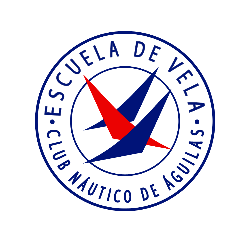 ·ESCUELA DE VELA·
CLUB NÁUTICO DE ÁGUILAS